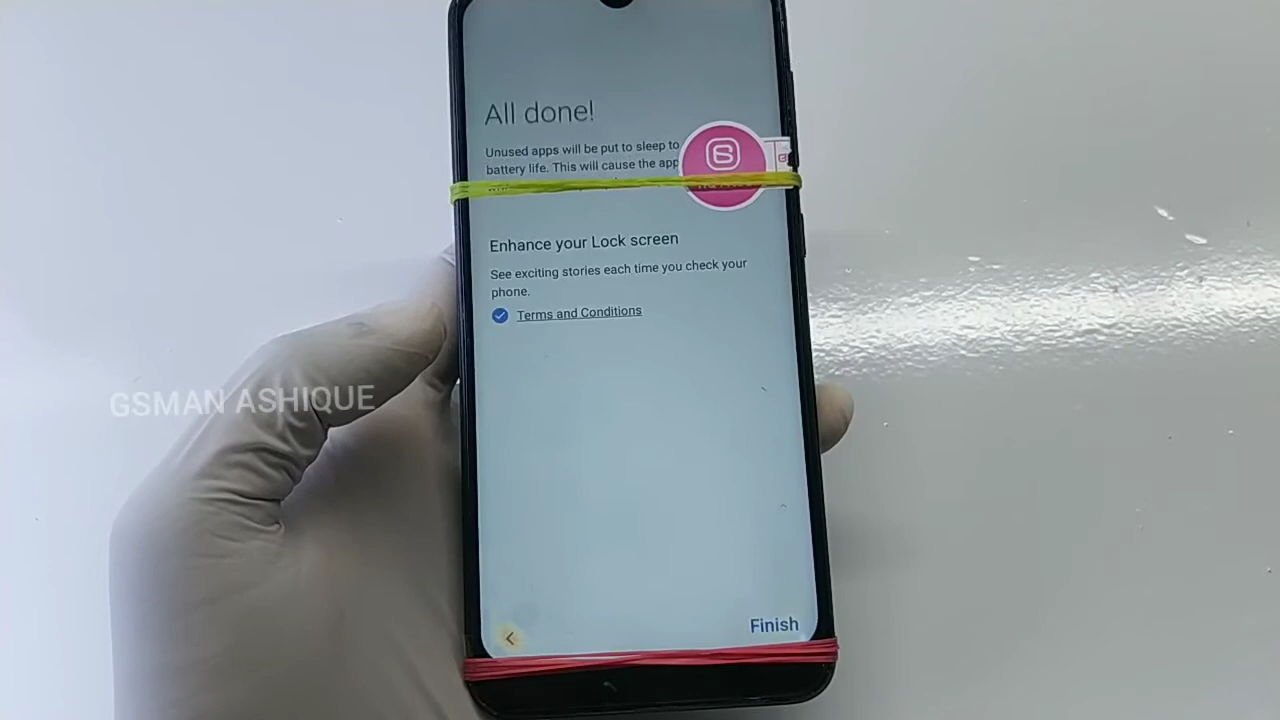 All done!
Unused apps will be put to sleep to
battery life. This will cause the app
Enhance your Lock screen
See exciting stories each time you check your
phone.
Terms and Conditions
GSMAN ASHIQUE
Finish